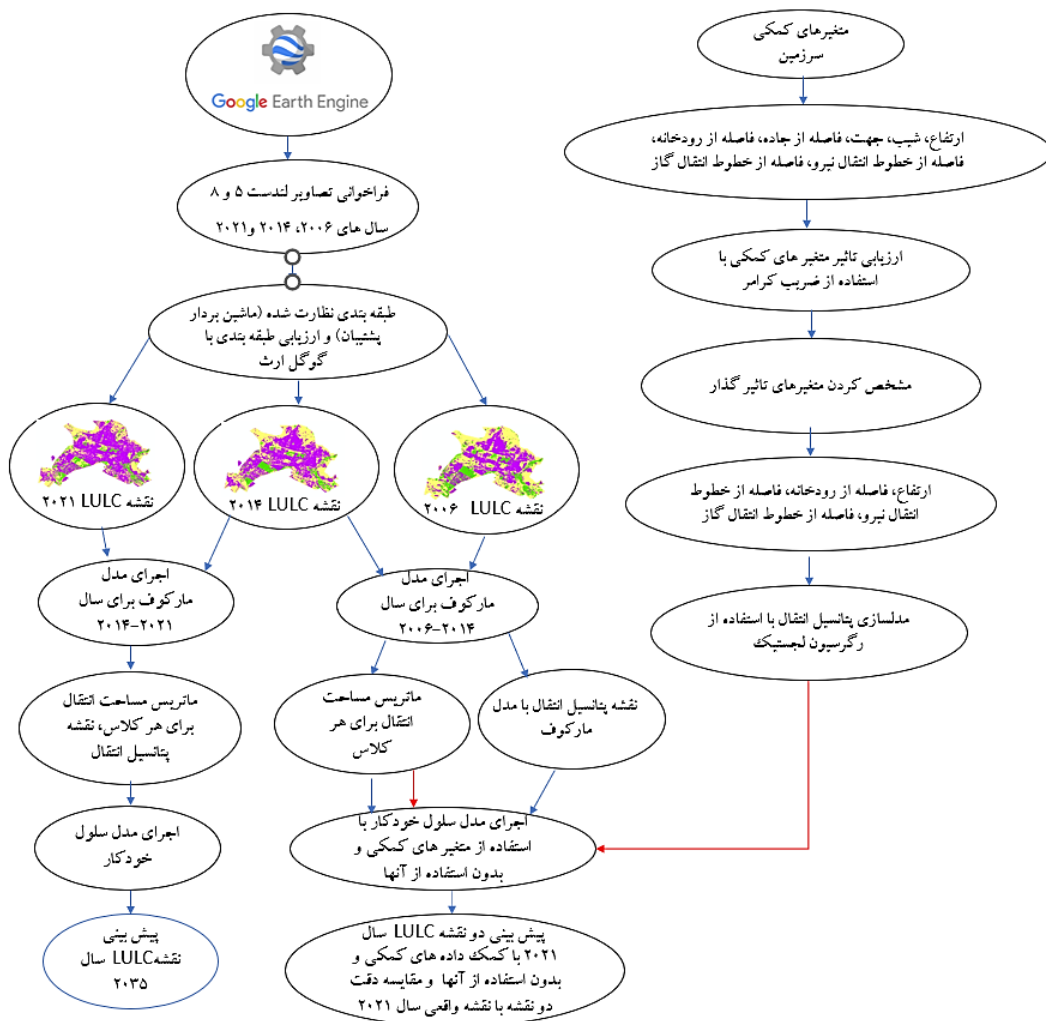 Google Earth Engine
فراخوانی تصاویر لندست ۵ و ۸
سال های ۲۰۰۶، ۲۰۱۴ و۲۰۲۱
طبقه بندی نظارت شده (ماشین بردار
پشتیبان) و ارزیابی طبقه بندی با
گوگل ارث
نقشه LULC ۲۰۰۶
نقشه LULC ۲۰۱۴
نقشه LULC ۲۰۲۱
اجرای مدل
مارکوف برای سال
۲۰۰۶-۲۰۱۴
اجرای مدل
مارکوف برای سال
۲۰۱۴-۲۰۲۱
نقشه پتانسیل انتقال با مدل
مارکوف
ماتریس مساحت
انتقال برای هر
کلاس
ماتریس مساحت انتقال
برای هر کلاس، نقشه
پتانسیل انتقال
اجرای مدل سلول خودکار با
استفاده از متغیر های کمکی و
بدون استفاده از آنها
اجرای مدل سلول
خودکار
پیش بینی دو نقشه LULC سال
۲۰۲۱ با کمک داده های کمکی و
بدون استفاده از آنها و مقایسه دقت
دو نقشه با نقشه واقعی سال ۲۰۲۱
پیش بینی
نقشهLULC سال
۲۰۳۵
متغیرهای کمکی
سرزمین
ارتفاع، شیب، جهت، فاصله از جاده، فاصله از رودخانه،
فاصله از خطوط انتقال نیرو، فاصله از خطوط انتقال گاز
ارزیابی تاثیر متغیر های کمکی با
استفاده از ضریب کرامر
مشخص کردن متغیرهای تاثیر گذار
ارتفاع، فاصله از رودخانه، فاصله از خطوط
انتقال نیرو، فاصله از خطوط انتقال گاز
مدلسازی پتانسیل انتقال با استفاده از
رگرسیون لجستیک